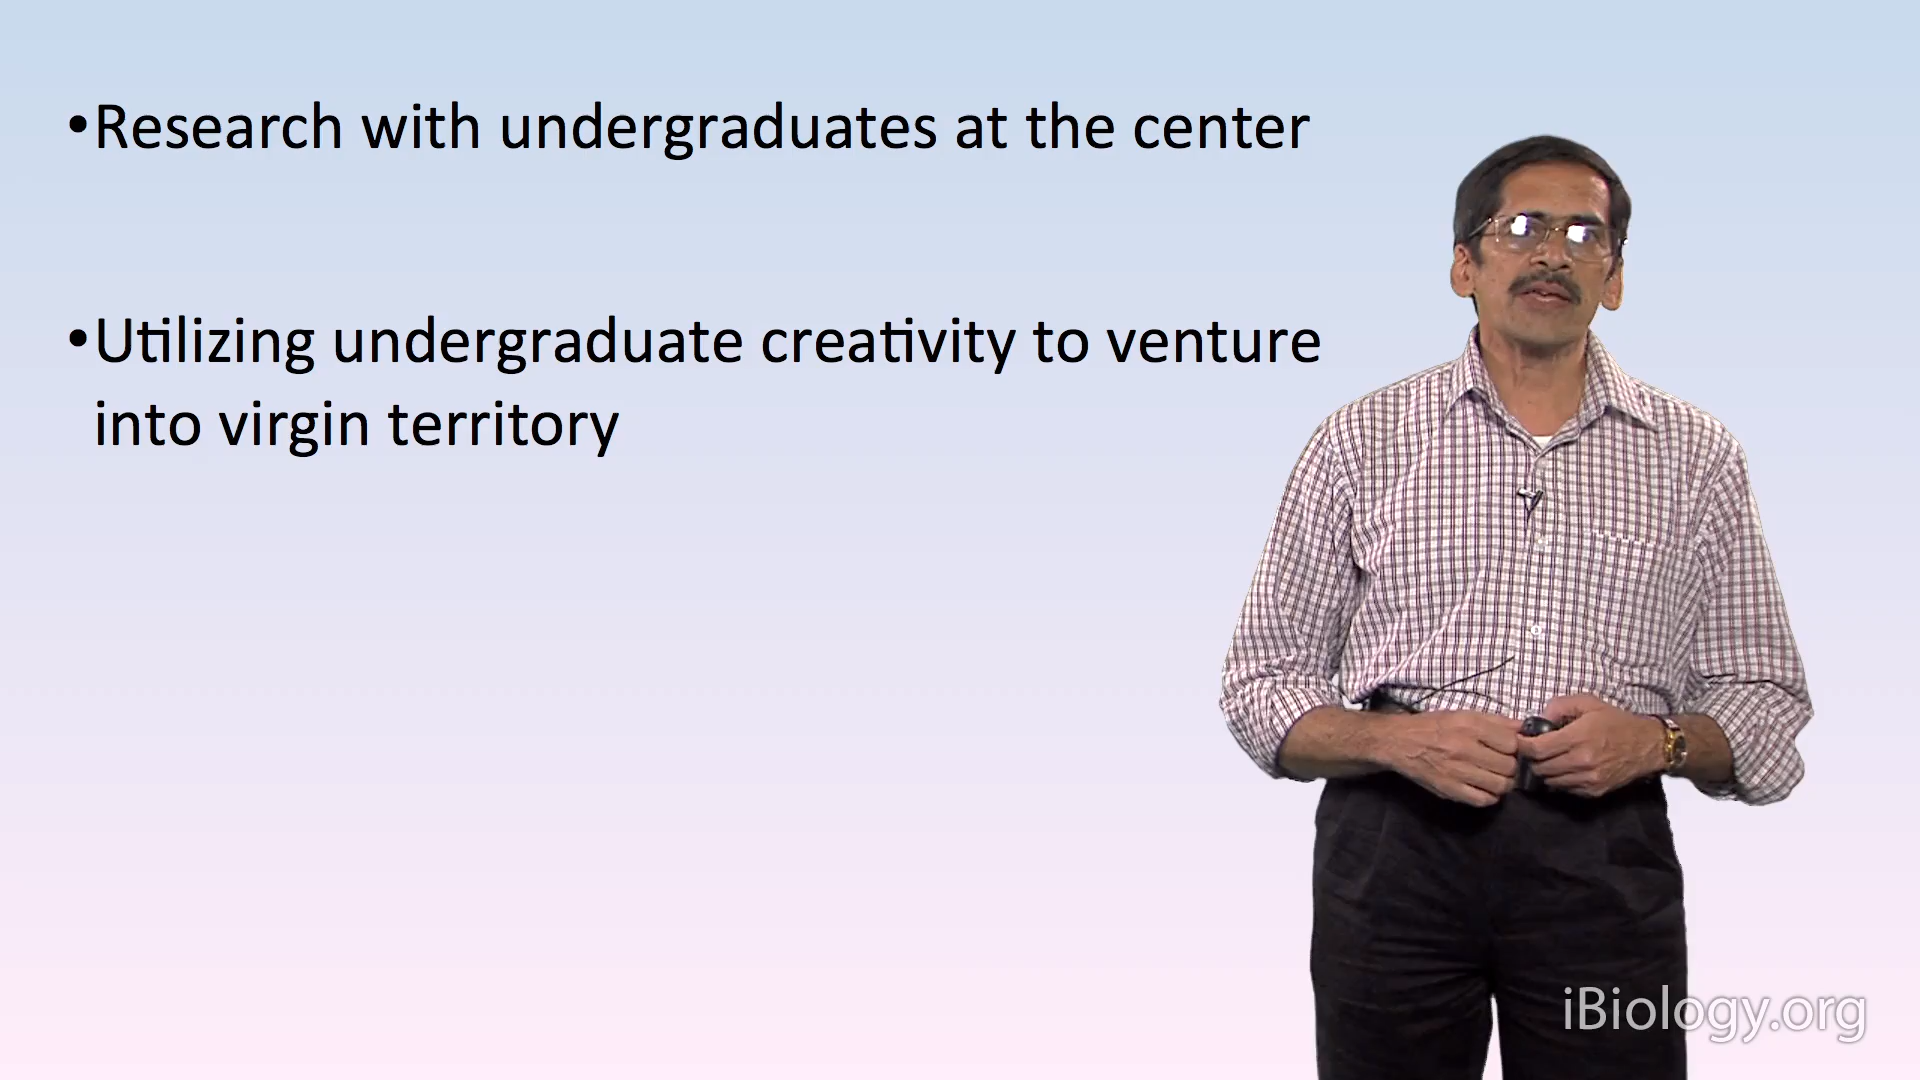 •Research with undergraduates at the center
•Utilizing undergraduate creativity to venture
into virgin territory
iBiology.org